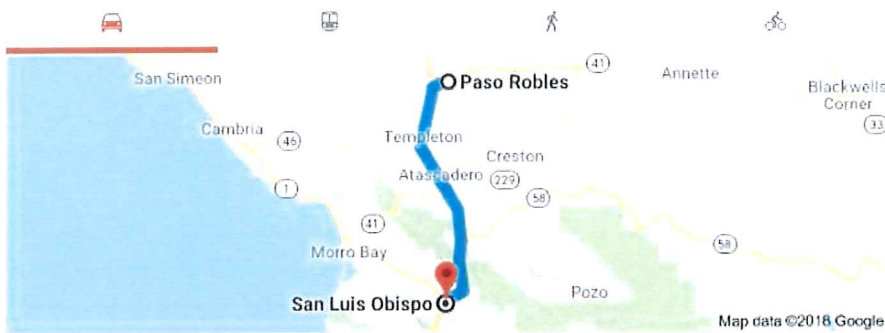 41
Paso Robles
Annette
San Simeon
Blackwells
Corner
33
Cambria
46
Templeton
Creston
Atascadero
229
1
58
41
58
Morro Bay
San Luis Obispo
Pozo
Map data ©2018 Google